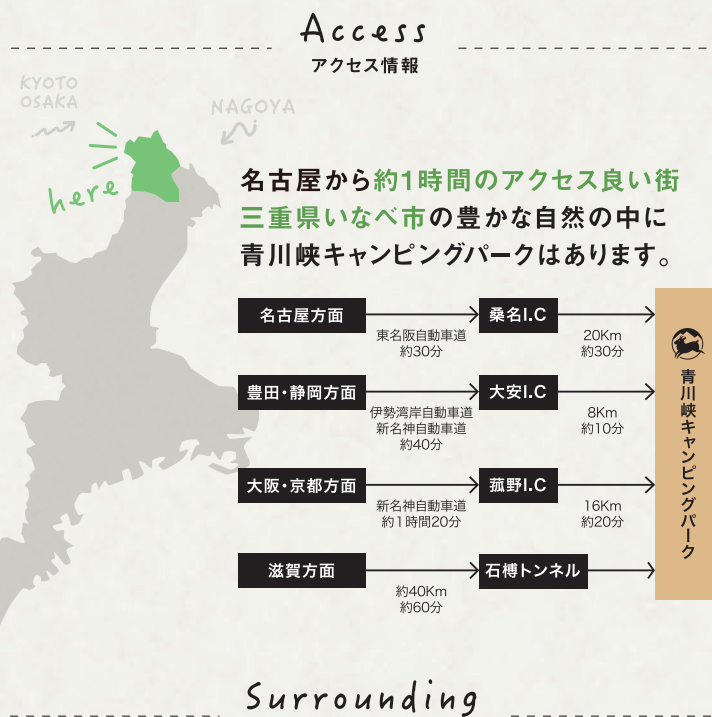 Access
アクセス情報
KYOTO
OSAKA
NAGOYA
here
名古屋から約1時間のアクセス良い街
三重県いなべ市の豊かな自然の中に
青川峡キャンピングパークはあります。
名古屋方面
東名阪自動車道
約30分
桑名I.C
20Km
約30分
豊田・静岡方面
伊勢湾岸自動車道
新名神自動車道
約40分
大安I.C
8Km
約10分
大阪・京都方面
新名神自動車道
約1時間20分
菰野I.C
16Km
約20分
滋賀方面
約40Km
約60分
石榑トンネル
青川峡キャンピングパーク
Surrounding